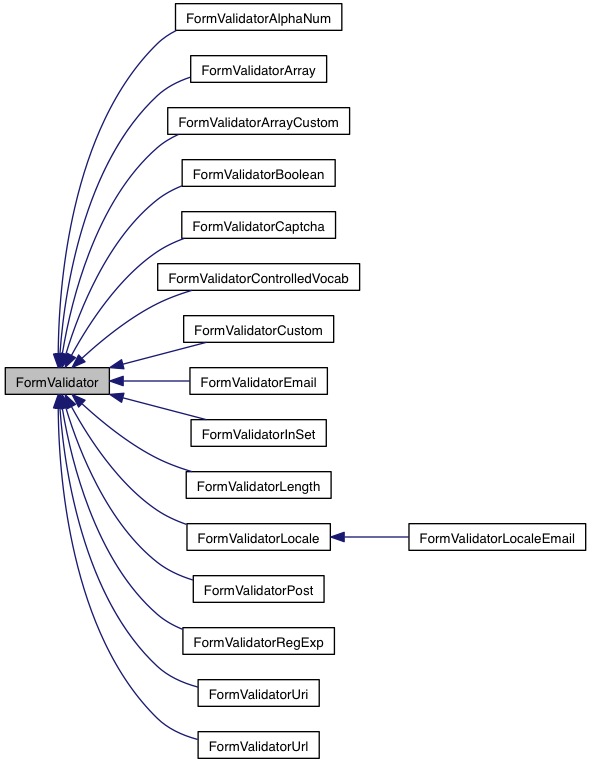 FormValidatorAlphaNum
FormValidatorArray
FormValidatorArrayCustom
FormValidatorBoolean
FormValidatorCaptcha
FormValidatorControlledVocab
FormValidatorCustom
FormValidator
FormValidatorEmail
FormValidatorInSet
FormValidatorLength
FormValidatorLocale
FormValidatorLocaleEmail
FormValidatorPost
FormValidatorRegExp
FormValidatorUri
FormValidatorUrl